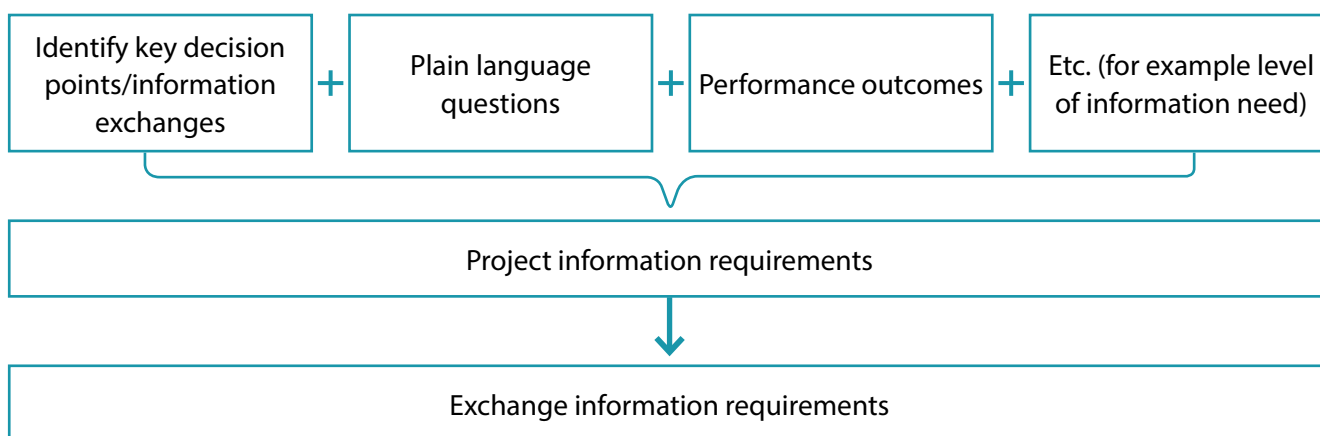 Identify key decision
points/information
exchanges
+
Plain language
questions
+
Performance outcomes
+
Etc. (for example level
of information need)
Project information requirements
Exchange information requirements